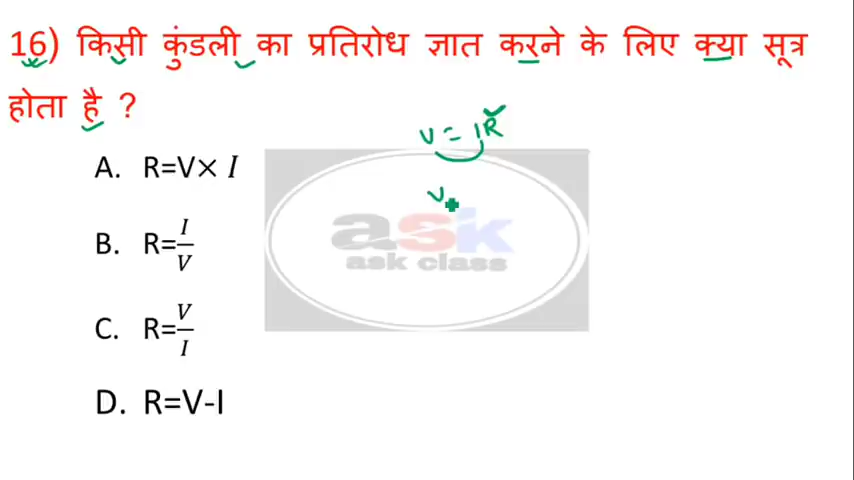 16) किसी कुंडली का प्रतिरोध ज्ञात करने के लिए क्या सूत्र
होता है ?
V = IR
A. R=V× I
V
ask
ask class
B. R=I/V
C. R=V/I
D. R=V-I